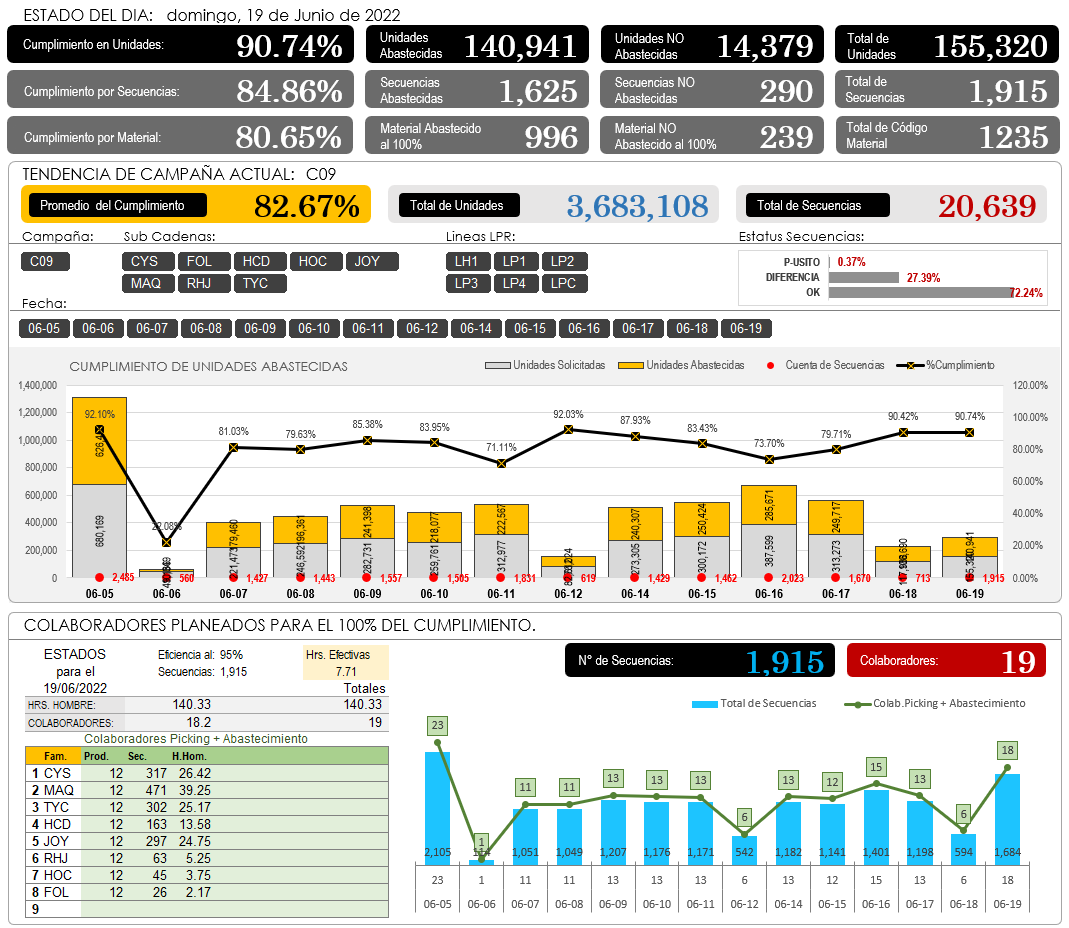 ESTADO DEL DIA: domingo, 19 de Junio de 2022
Cumplimiento en Unidades: 90.74%
Unidades Abastecidas 140,941
Unidades NO Abastecidas 14,379
Total de Unidades 155,320
Cumplimiento por Secuencias: 84.86%
Secuencias Abastecidas 1,625
Secuencias NO Abastecidas 290
Total de Secuencias 1,915
Cumplimiento por Material: 80.65%
Material Abastecido al 100% 996
Material NO Abastecido al 100% 239
Total de Código Material 1235
TENDENCIA DE CAMPAÑA ACTUAL: C09
Promedio del Cumplimiento 82.67%
Total de Unidades 3,683,108
Total de Secuencias 20,639
Campaña: Sub Cadenas: Lineas LPR: Estatus Secuencias:
C09
CYS FOL HCD HOC JOY
MAQ RHJ TYC
LH1 LP1 LP2
LP3 LP4 LPC
P-USITO 0.37%
DIFERENCIA 27.39%
OK 72.24%
Fecha:
06-05 06-06 06-07 06-08 06-09 06-10 06-11 06-12 06-14 06-15 06-16 06-17 06-18 06-19
CUMPLIMIENTO DE UNIDADES ABASTECIDAS
Unidades Solicitadas Unidades Abastecidas Cuenta de Secuencias %Cumplimiento
1,400,000
1,200,000
1,000,000
800,000
600,000
400,000
200,000
0
120.00%
100.00%
80.00%
60.00%
40.00%
20.00%
0.00%
92.10% 22.08% 81.03% 79.63% 85.38% 83.95% 71.11% 92.03% 87.93% 83.43% 73.70% 79.71% 90.42% 90.74%
196,361 241,398 218,077 222,567 240,307 250,424 285,671 249,717
680,169 246,592 282,731 259,761 312,977 273,305 300,172 387,599 313,273
2,485 560 1,427 1,443 1,557 1,505 1,831 619 1,429 1,462 2,023 1,670 713 1,915
06-05 06-06 06-07 06-08 06-09 06-10 06-11 06-12 06-14 06-15 06-16 06-17 06-18 06-19
COLABORADORES PLANEADOS PARA EL 100% DEL CUMPLIMIENTO.
ESTADOS
para el
19/06/2022
Eficiencia al: 95%
Secuencias: 1,915
Hrs. Efectivas
7.71
Totales
HRS. HOMBRE: 140.33 140.33
COLABORADORES: 18.2 19
Colaboradores Picking + Abastecimiento
Fam. Prod. Sec. H.Hom.
1 CYS 12 317 26.42
2 MAQ 12 471 39.25
3 TYC 12 302 25.17
4 HCD 12 163 13.58
5 JOY 12 297 24.75
6 RHJ 12 63 5.25
7 HOC 12 45 3.75
8 FOL 12 26 2.17
9
N° de Secuencias: 1,915
Colaboradores: 19
Total de Secuencias Colab.Picking + Abastecimiento
23 1 11 11 13 13 13 6 13 12 15 13 6 18
2,105 1,051 1,049 1,207 1,176 1,171 542 1,182 1,141 1,401 1,198 594 1,684
23 1 11 11 13 13 13 6 13 12 15 13 6 18
06-05 06-06 06-07 06-08 06-09 06-10 06-11 06-12 06-14 06-15 06-16 06-17 06-18 06-19